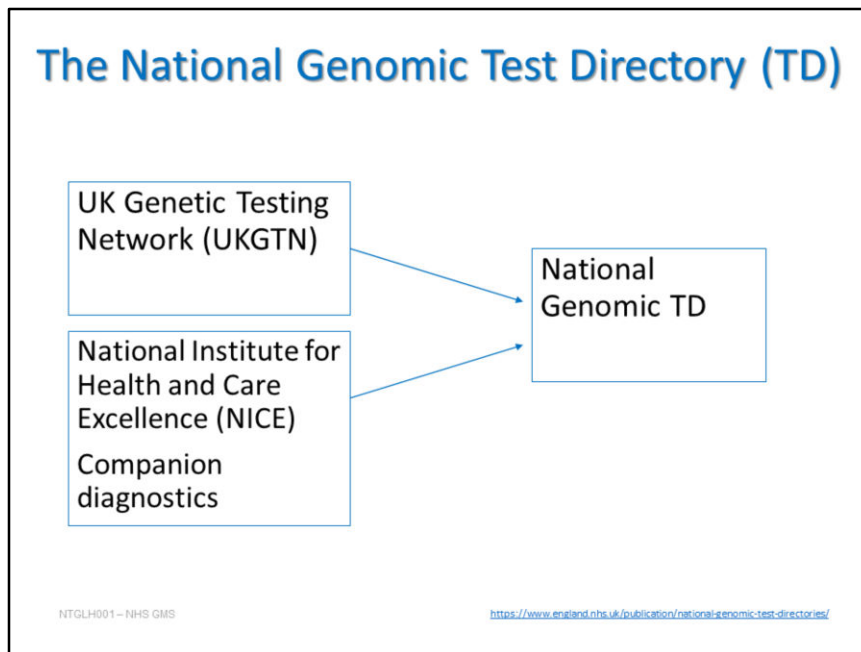 The National Genomic Test Directory (TD)
UK Genetic Testing
Network (UKGTN)
National Institute for
Health and Care
Excellence (NICE)
Companion
diagnostics
National
Genomic TD
NTGLH001 – NHS GMS
https://www.england.nhs.uk/publication/national-genomic-test-directories/